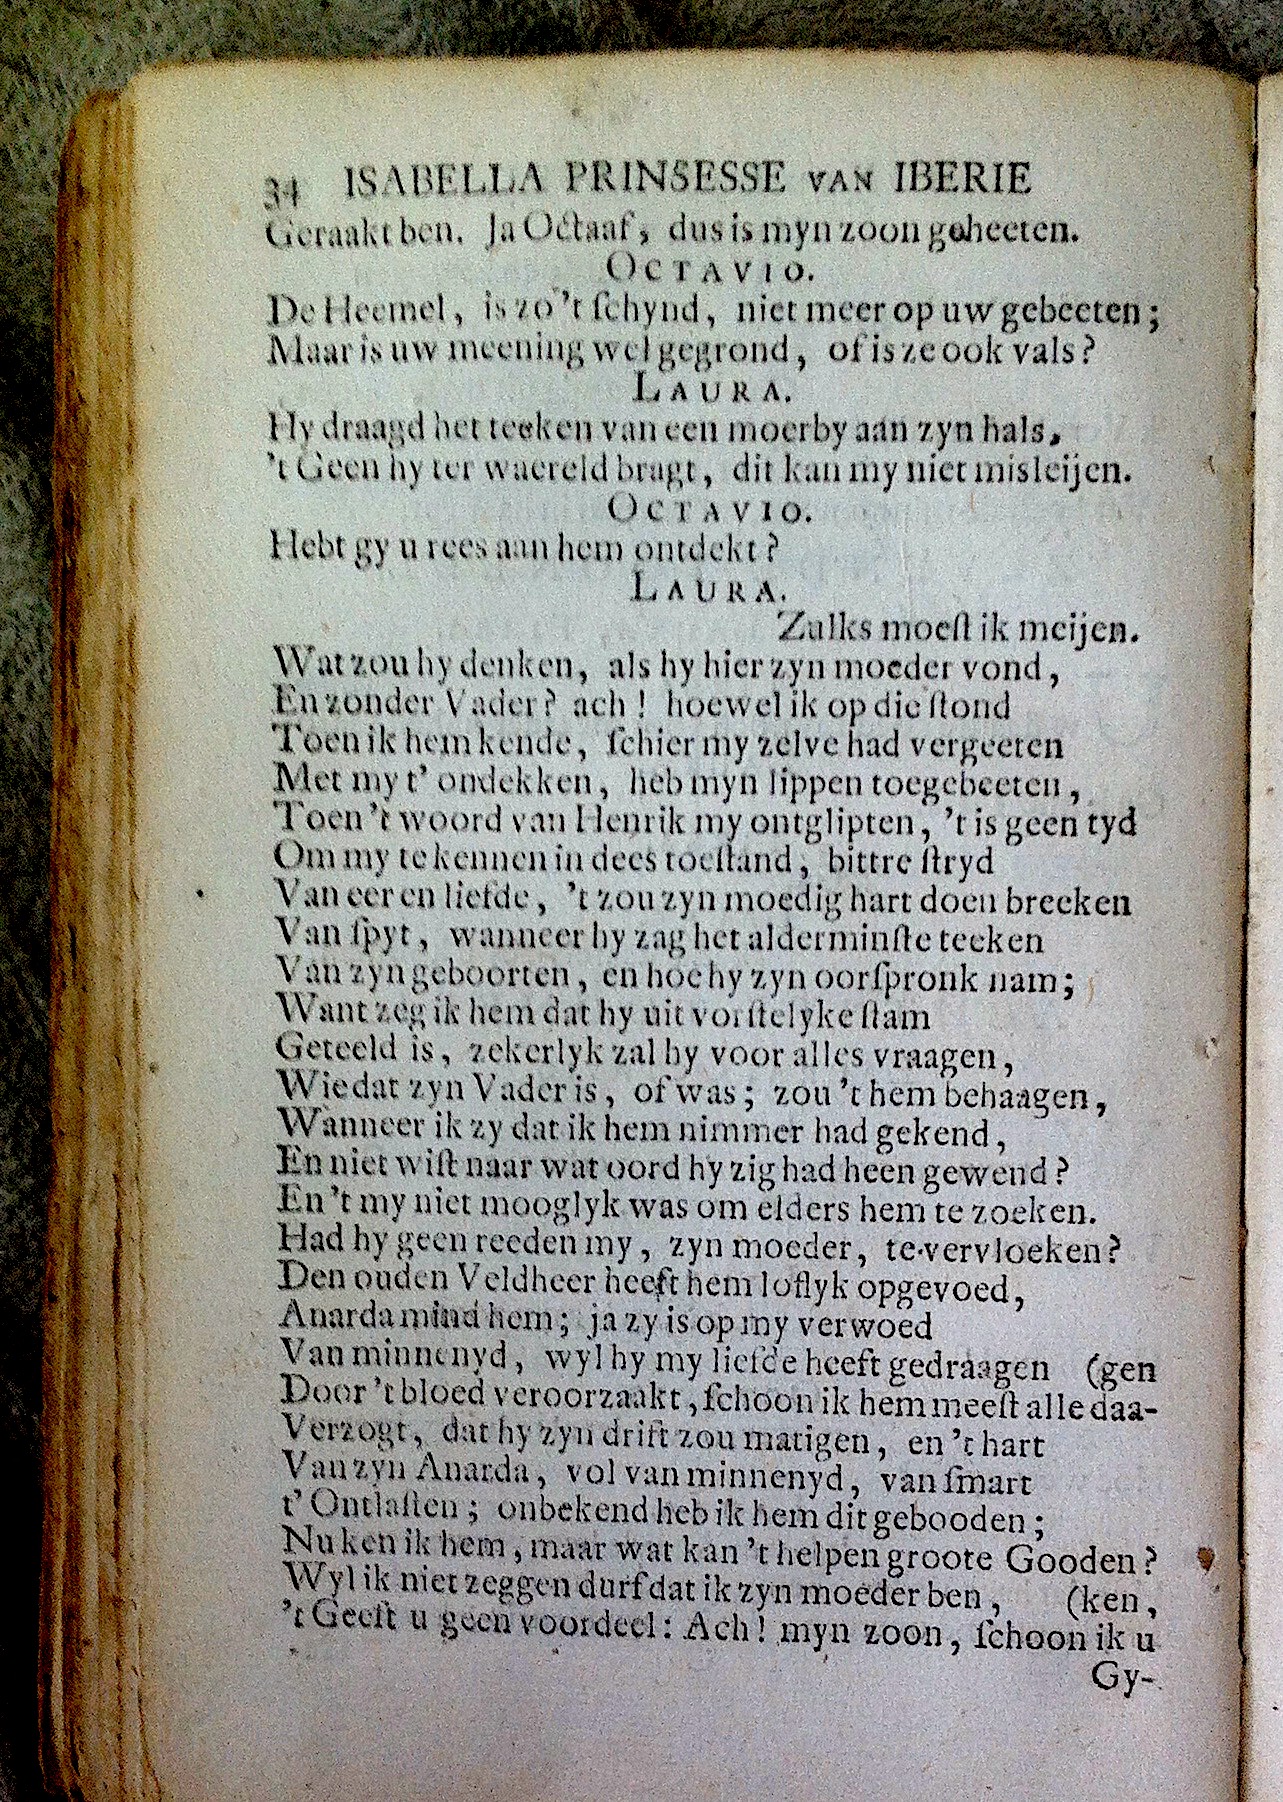 34 ISABELLA PRINSESSE VAN IBERIE
Geraakt ben. Ja Octaaf, dus is myn zoon geheeten.
OCTAVIO.
De Heemel, is zo 't ſchynd, niet meer op uw gebeeten;
Maar is uw meening wel gegrond, of is ze ook vals?
LAURA.
Hy draagd het teeken van een moerby aan zyn hals,
't Geen hy ter waereld bragt, dit kan my niet misleijen.
OCTAVIO.
Hebt gy u rees aan hem ontdekt?
LAURA.
Zulks moeſt ik meijen.
Wat zou hy denken, als hy hier zyn moeder vond,
En zonder Vader? ach! hoewel ik op die ſtond
Toen ik hem kende, ſchier my zelve had vergeeten
Met my t' ondekken, heb myn lippen toegebeeten,
Toen 't woord van Henrik my ontglipten, 't is geen tyd
Om my te kennen in dees toeſtand, bittre ſtryd
Van eer en liefde, 't zou zyn moedig hart doen breeken
Van ſpyt, wanneer hy zag het alderminſte teeken
Van zyn geboorten, en hoe hy zyn oorſpronk nam;
Want zeg ik hem dat hy uit vorſtelyke ſtam
Geteeld is, zekerlyk zal hy voor alles vraagen,
Wie dat zyn Vader is, of was; zou 't hem behaagen,
Wanneer ik zy dat ik hem nimmer had gekend,
En niet wiſt naar wat oord hy zig had heen gewend?
En 't my niet mooglyk was om elders hem te zoeken.
Had hy geen reeden my, zyn moeder, te vervloeken?
Den ouden Veldheer heeft hem loflyk opgevoed,
Anarda mind hem; ja zy is op my verwoed
Van minnenyd, wyl hy my liefde heeft gedraagen (gen
Door 't bloed veroorzaakt, ſchoon ik hem meeſt alle daa-
Verzogt, dat hy zyn drift zou matigen, en 't hart
Van zyn Anarda, vol van minnenyd, van ſmart
t' Ontlaſten; onbekend heb ik hem dit gebooden;
Nu ken ik hem, maar wat kan 't helpen groote Gooden?
Wyl ik niet zeggen durf dat ik zyn moeder ben, (ken,
't Geeft u geen voordeel: Ach! myn zoon, ſchoon ik u
Gy-